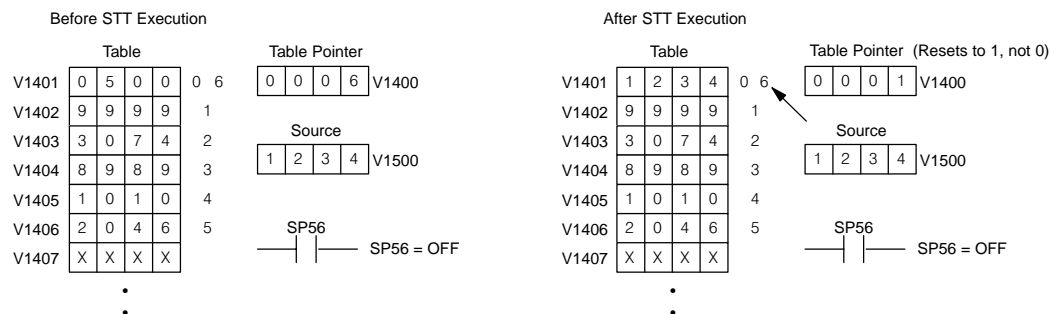 Before STT Execution
Table
Table Pointer
V1401 0 5 0 0 0 6
0 0 0 6 V1400
V1402 9 9 9 9 1
Source
V1403 3 0 7 4 2
1 2 3 4 V1500
V1404 8 9 8 9 3
V1405 1 0 1 0 4
V1406 2 0 4 6 5
SP56
SP56 = OFF
V1407 X X X X
After STT Execution
Table
Table Pointer (Resets to 1, not 0)
V1401 1 2 3 4 0 6
0 0 0 1 V1400
V1402 9 9 9 9 1
Source
V1403 3 0 7 4 2
1 2 3 4 V1500
V1404 8 9 8 9 3
V1405 1 0 1 0 4
V1406 2 0 4 6 5
SP56
SP56 = OFF
V1407 X X X X